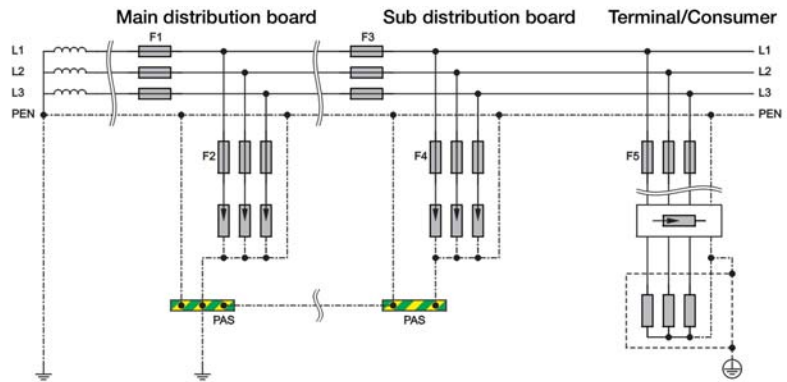 Main distribution board
Sub distribution board
Terminal/Consumer
F1
F3
L1
L1
L2
L2
L3
L3
PEN
PEN
F2
F4
F5
PAS
PAS